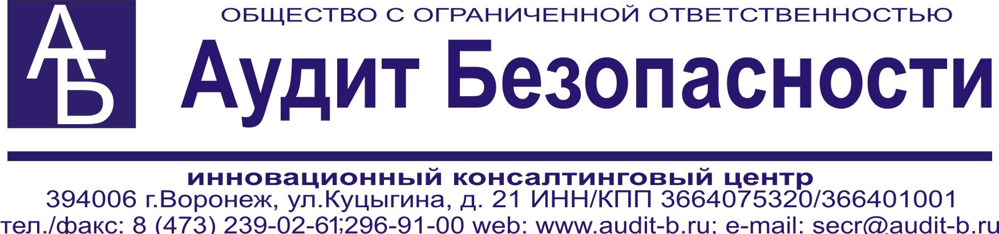 АБ
ОБЩЕСТВО С ОГРАНИЧЕННОЙ ОТВЕТСТВЕННОСТЬЮ
Аудит Безопасности
инновационный консалтинговый центр
394006 г.Воронеж, ул.Куцыгина, д. 21 ИНН/КПП 3664075320/366401001
тел./факс: 8 (473) 239-02-61;296-91-00 web: www.audit-b.ru; e-mail: secr@audit-b.ru